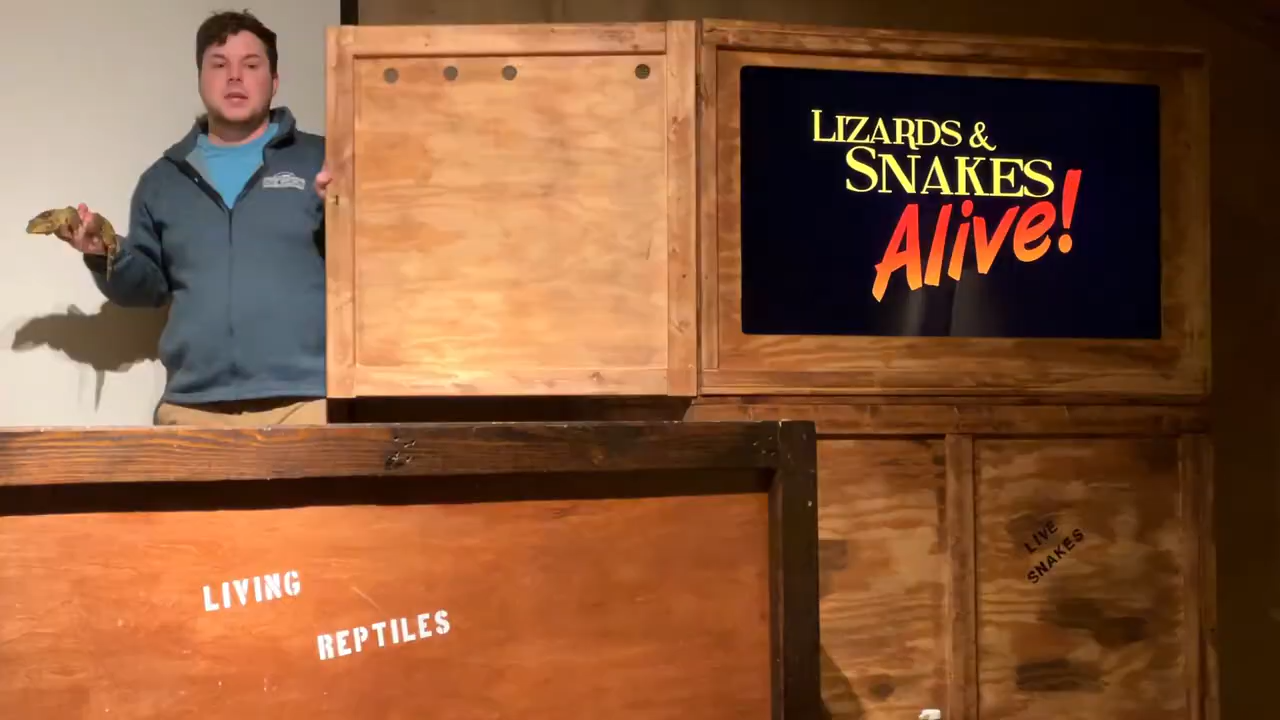 LIZARDS &
SNAKES
Alive!
LIVE
SNAKES
LIVING
REPTILES